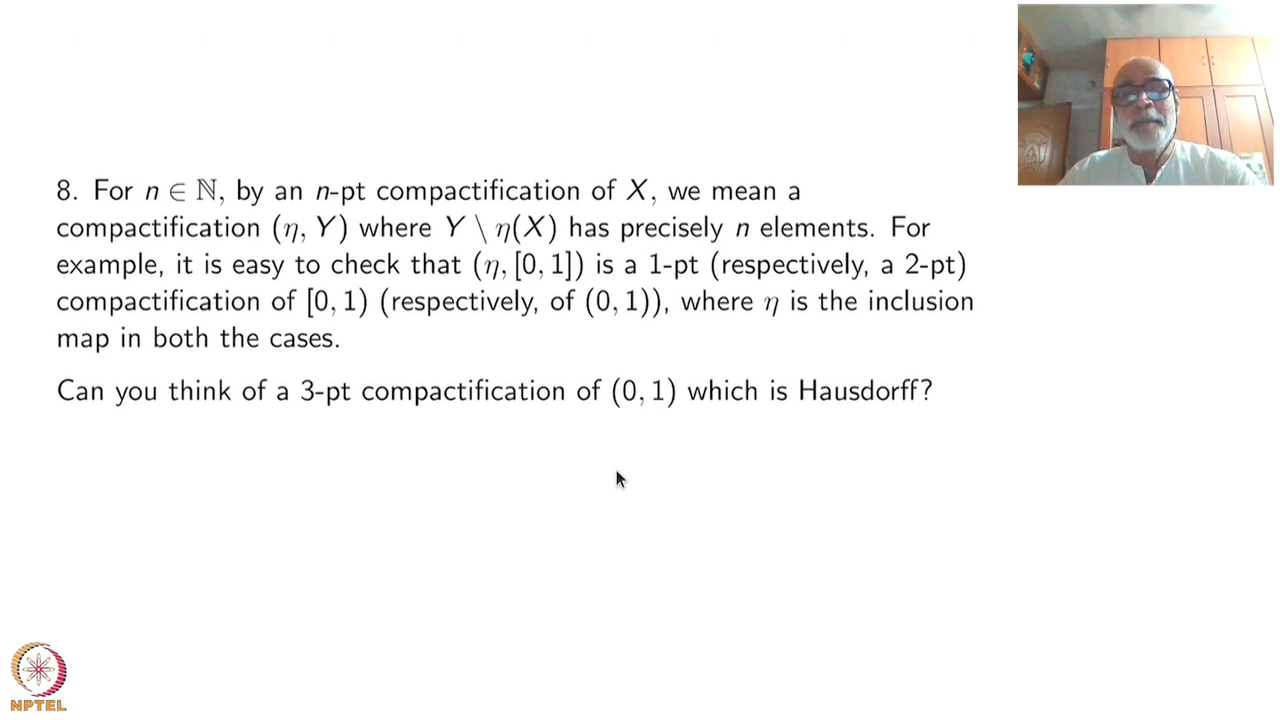 8. For n ∈ ℕ, by an n-pt compactification of X, we mean a
compactification (η, Y) where Y \ η(X) has precisely n elements. For
example, it is easy to check that (η, [0, 1]) is a 1-pt (respectively, a 2-pt)
compactification of [0, 1) (respectively, of (0, 1)), where η is the inclusion
map in both the cases.
Can you think of a 3-pt compactification of (0, 1) which is Hausdorff?
NPTEL